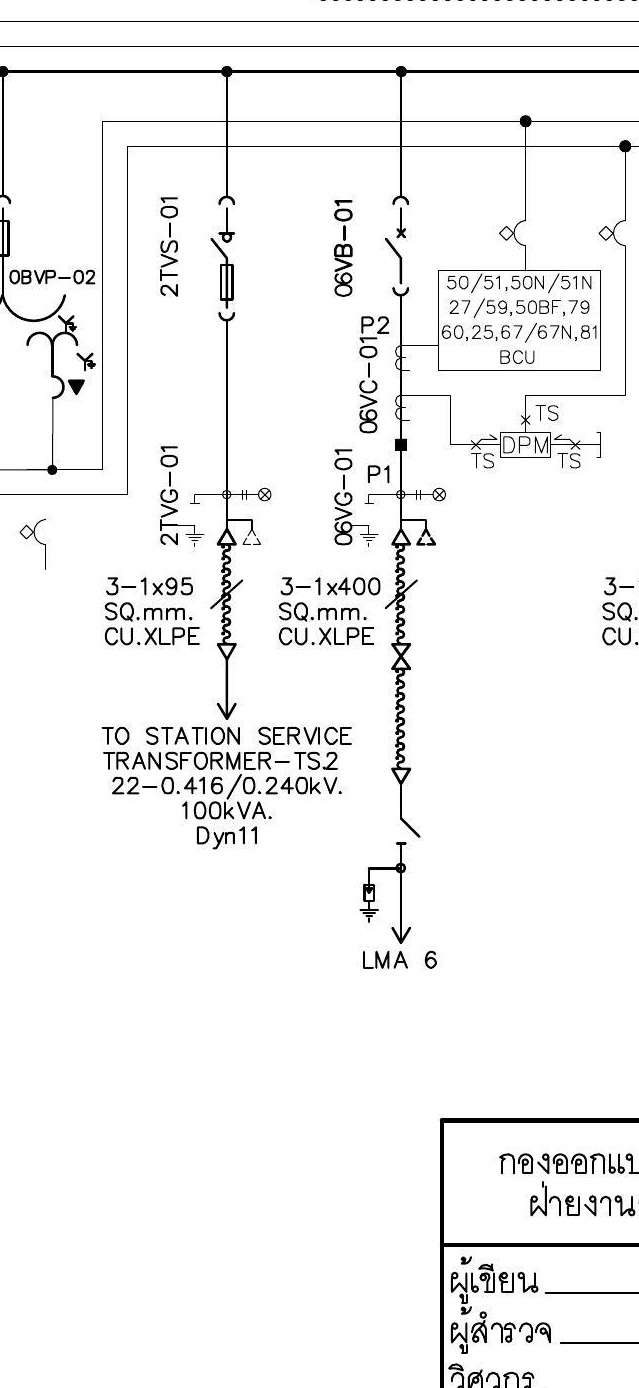 0BVP-02
2TVS-01
06VB-01
50/51,50N/51N
27/59,50BF,79
60,25,67/67N,81
BCU
P2
06VC-01
TS
DPM
TS
TS
P1
2TVG-01
06VG-01
3-1x95
SQ.mm.
CU.XLPE
3-1x400
SQ.mm.
CU.XLPE
3-
SQ.
CU.
TO STATION SERVICE
TRANSFORMER-TS.2
22-0.416/0.240kV.
100kVA.
Dyn11
LMA 6
กองออกแบ
ฝ่ายงาน
ผู้เขียน
ผู้สำรวจ
วิศวกร